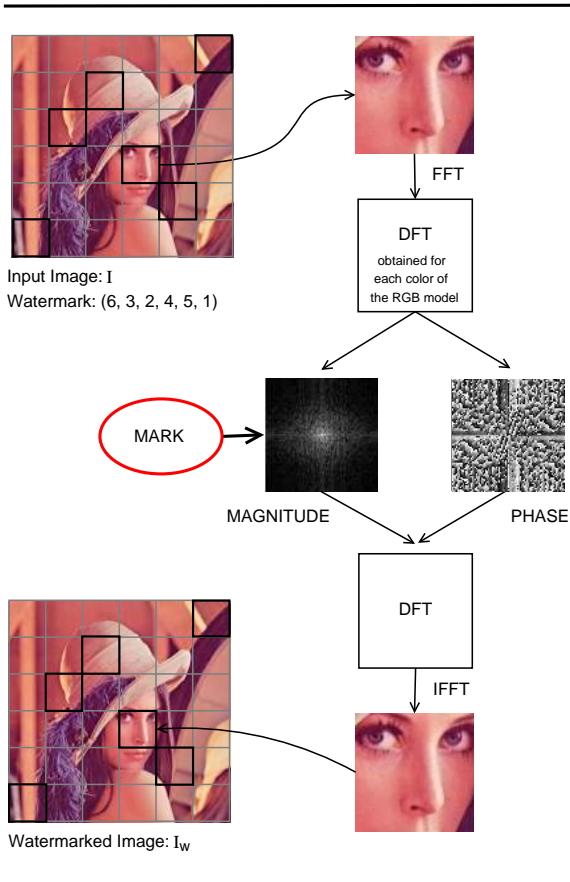 FFT
DFT
obtained for
each color of
the RGB model
Input Image: I
Watermark: (6, 3, 2, 4, 5, 1)
MARK
MAGNITUDE
PHASE
DFT
IFFT
Watermarked Image: Iw